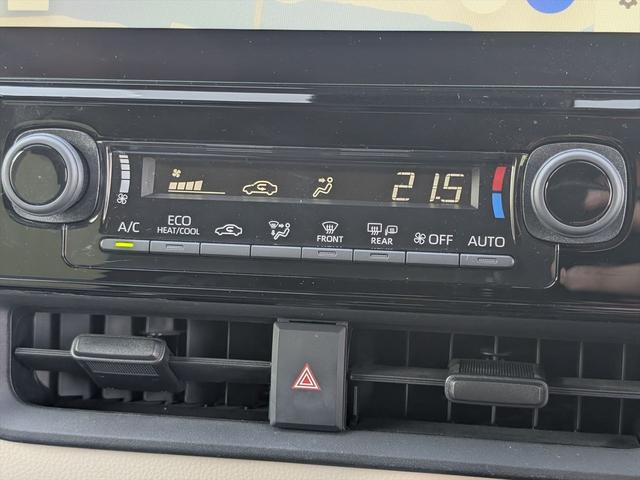 21.5
A/C
ECO
HEAT/COOL
FRONT
REAR
OFF
AUTO